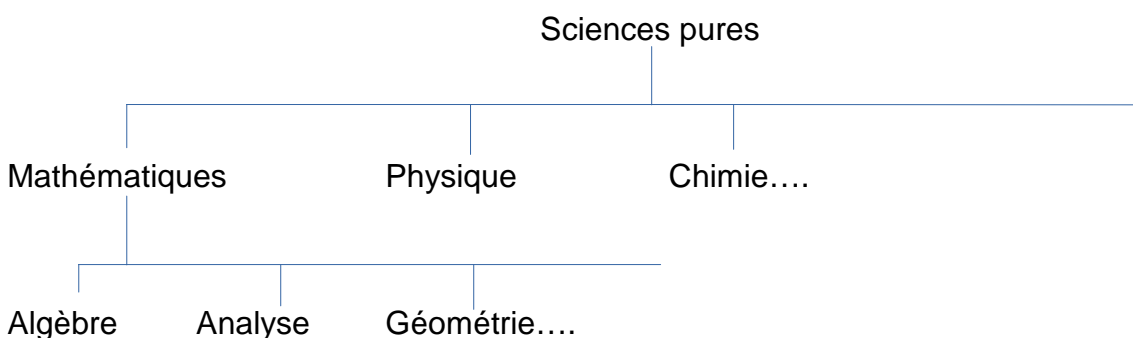 Sciences pures
Mathématiques Physique Chimie….
Algèbre Analyse Géométrie….